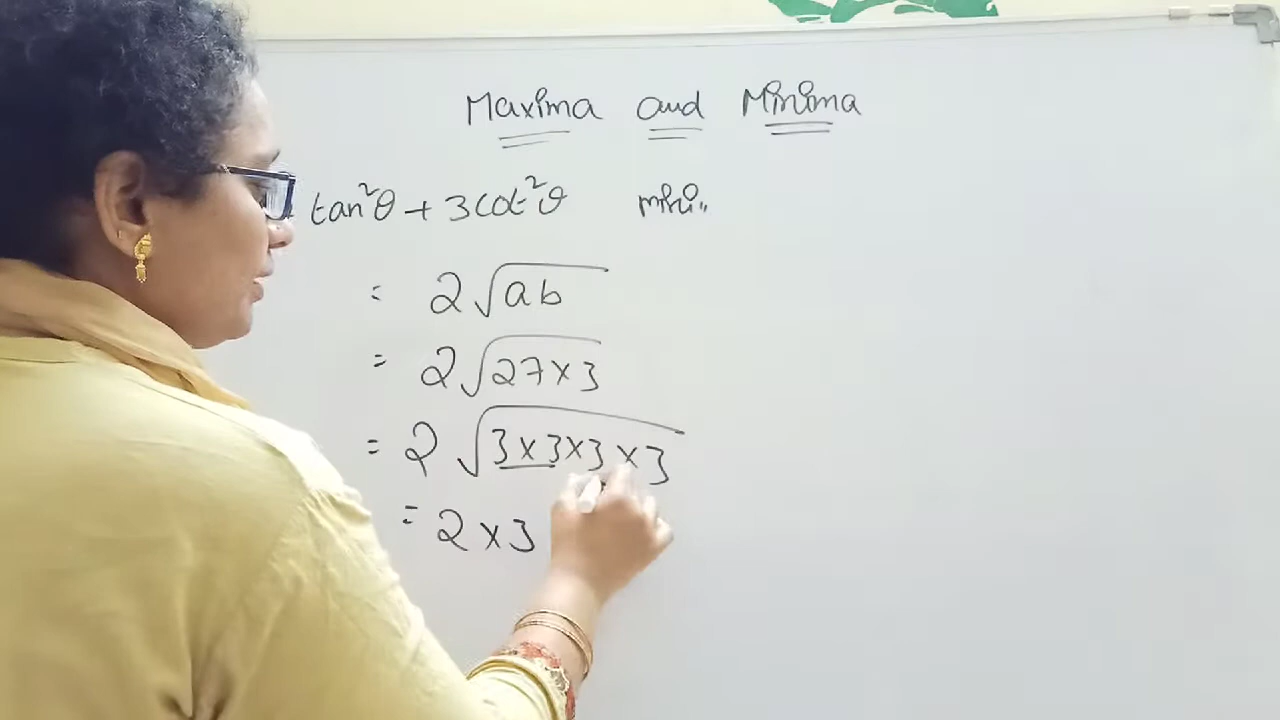 Maxima and Minima
tan²θ + 3cot²θ mini..
= 2√ab
= 2√27×3
= 2√3×3×3×3
= 2×3